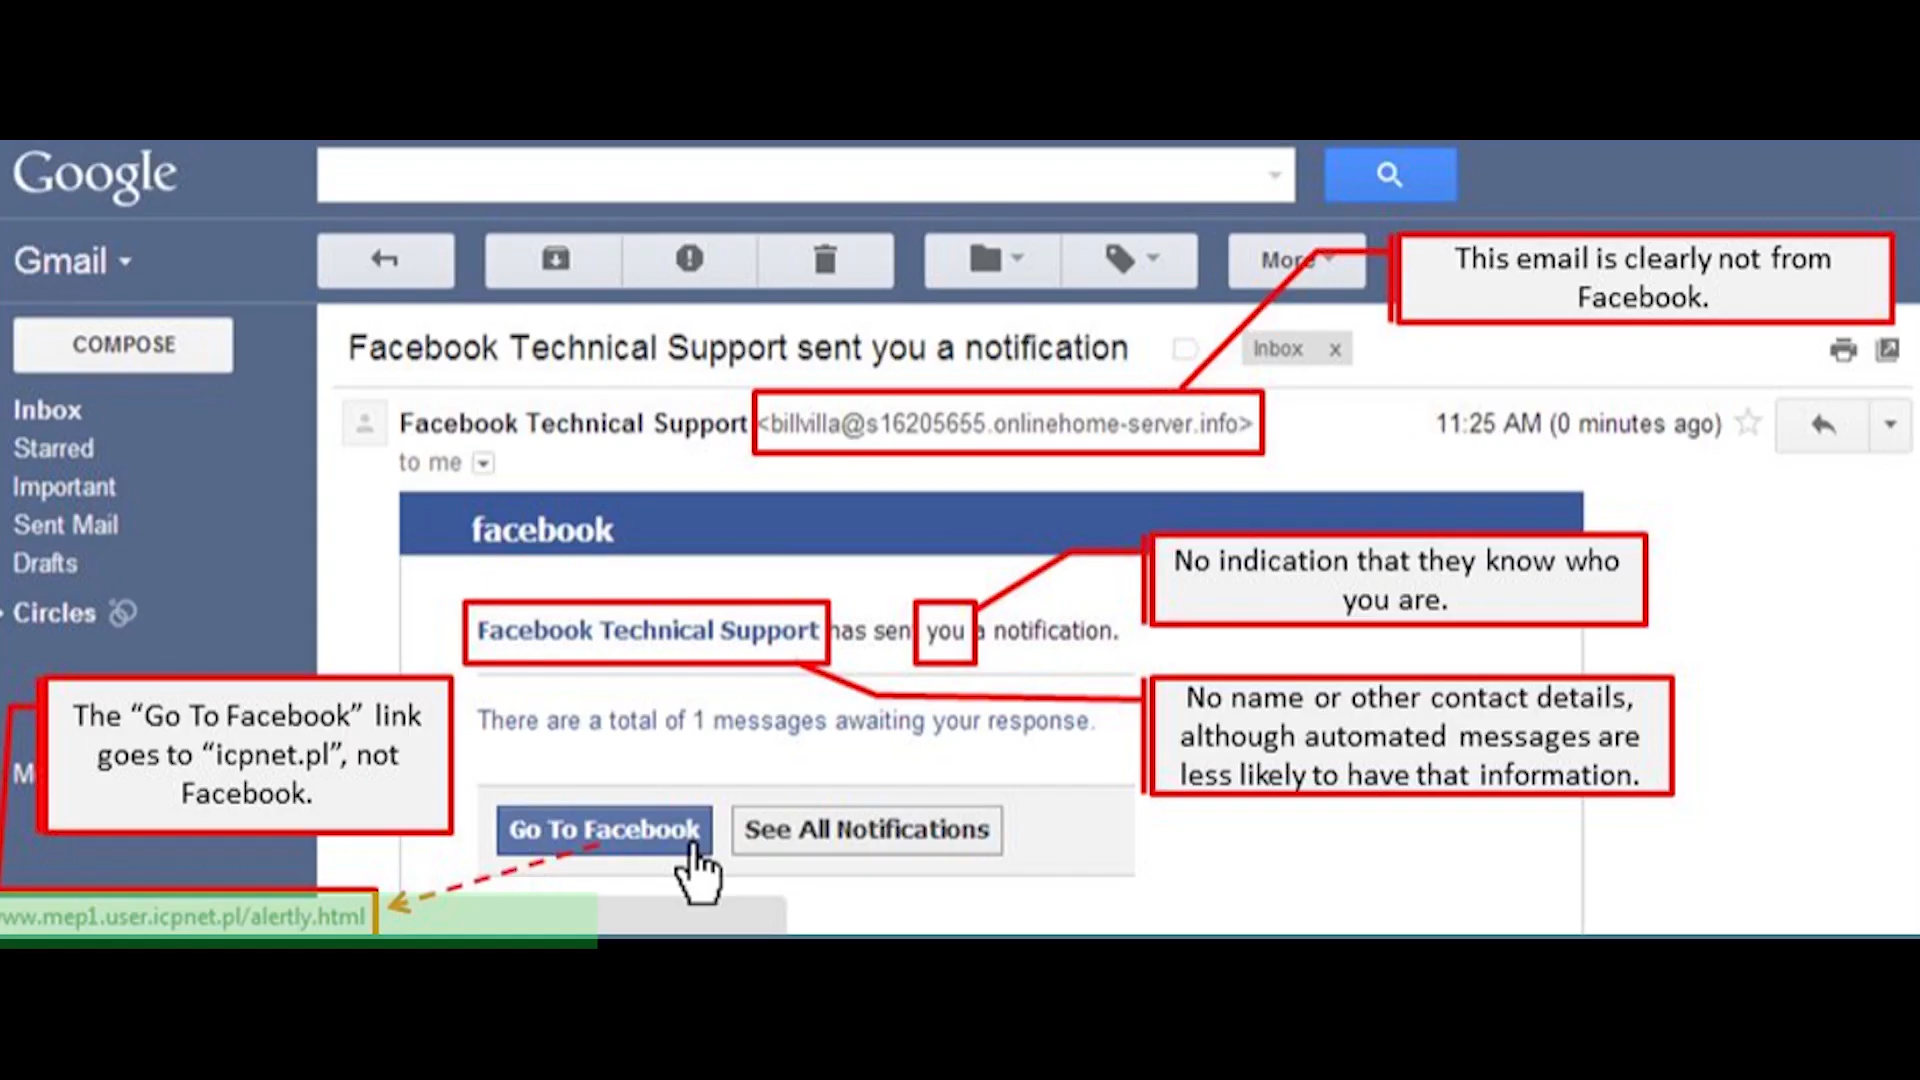 Google
Gmail
More
This email is clearly not from
Facebook.
COMPOSE
Facebook Technical Support sent you a notification
Inbox x
Inbox
Starred
Important
Sent Mail
Drafts
Circles
Facebook Technical Support <billvilla@s16205655.onlinehome-server.info>
11:25 AM (0 minutes ago)
to me
facebook
No indication that they know who
you are.
Facebook Technical Support has sent you a notification.
The “Go To Facebook” link
goes to “icpnet.pl”, not
Facebook.
There are a total of 1 messages awaiting your response.
No name or other contact details,
although automated messages are
less likely to have that information.
Go To Facebook
See All Notifications
www.mep1.user.icpnet.pl/alertly.html